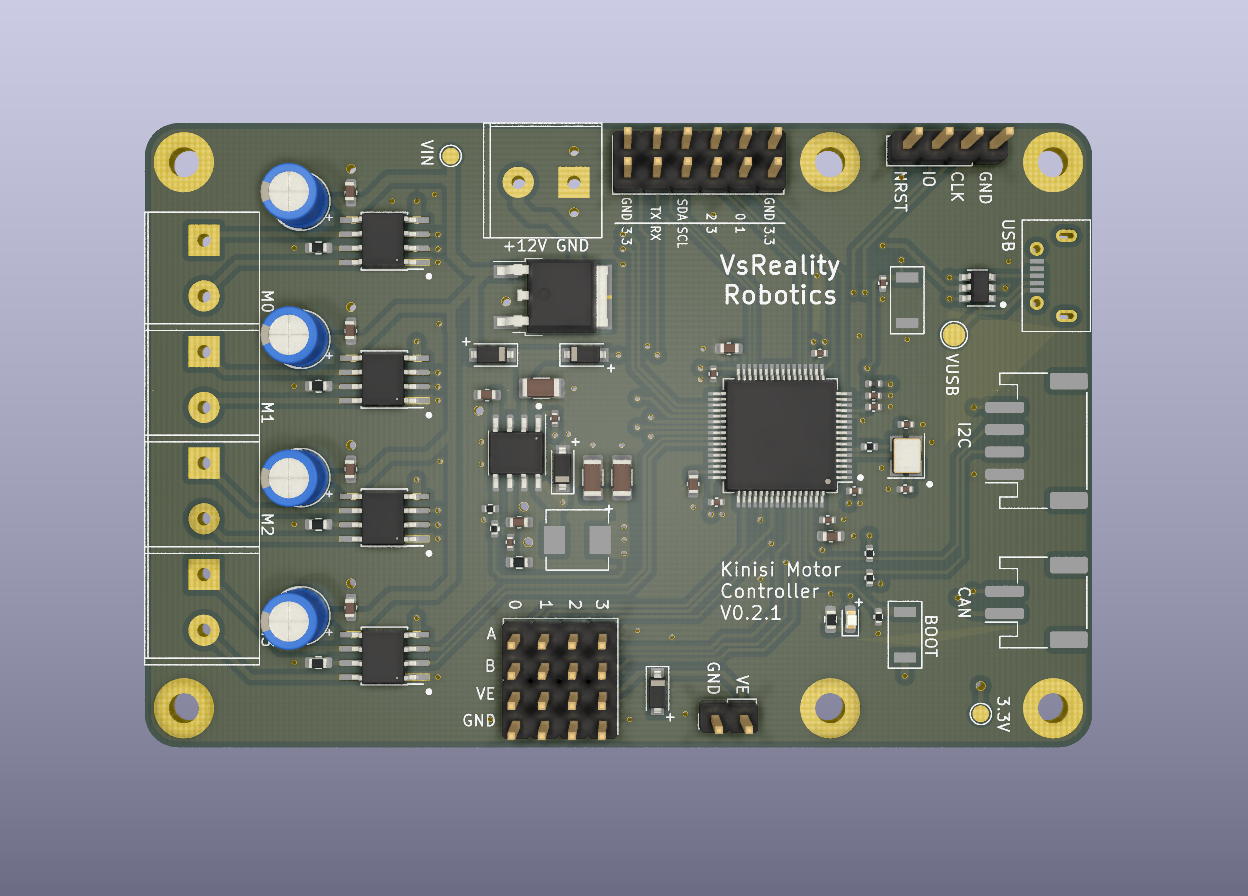 VIN
+12V GND
GND TX SDA 2 0 GND
3.3 RX SCL 3 1 3.3
NRST IO CLK GND
USB
VsReality
Robotics
M0
VUSB
M1
I2C
M2
Kinisi Motor
Controller
V0.2.1
CAN
BOOT
0 1 2 3
A
B
VE
GND
GND VE
3.3V